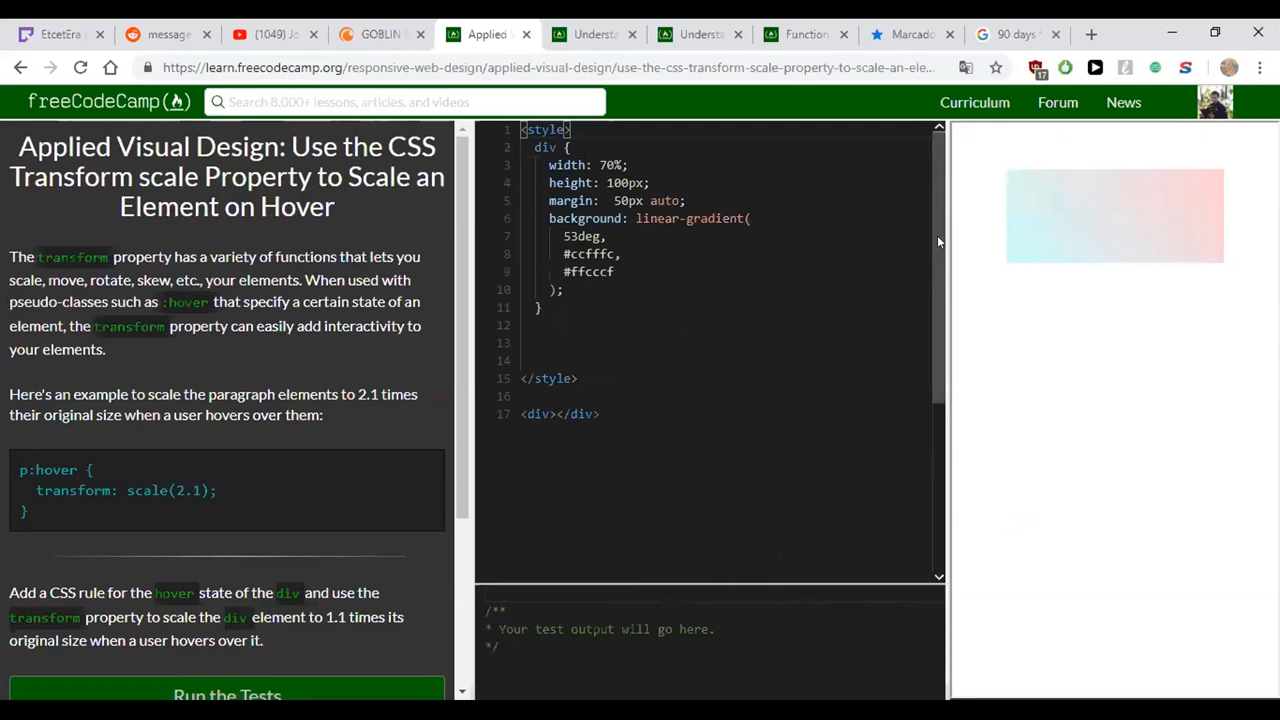 EtcetEra
message
(1049) Jo
GOBLIN
Applied
Understa
Understa
Function
Marcado
90 days
https://learn.freecodecamp.org/responsive-web-design/applied-visual-design/use-the-css-transform-scale-property-to-scale-an-ele...
17
freeCodeCamp
Search 8,000+ lessons, articles, and videos
Curriculum
Forum
News
Applied Visual Design: Use the CSS
Transform scale Property to Scale an
Element on Hover
The transform property has a variety of functions that lets you
scale, move, rotate, skew, etc., your elements. When used with
pseudo-classes such as :hover that specify a certain state of an
element, the transform property can easily add interactivity to
your elements.
Here's an example to scale the paragraph elements to 2.1 times
their original size when a user hovers over them:
p:hover {
transform: scale(2.1);
}
Add a CSS rule for the hover state of the div and use the
transform property to scale the div element to 1.1 times its
original size when a user hovers over it.
Run the Tests
1 <style>
2 div {
3 width: 70%;
4 height: 100px;
5 margin:  50px auto;
6 background: linear-gradient(
7 53deg,
8 #ccfffc,
9 #ffcccf
10 );
11 }
12
13
14
15 </style>
16
17 <div></div>
/**
* Your test output will go here.
*/